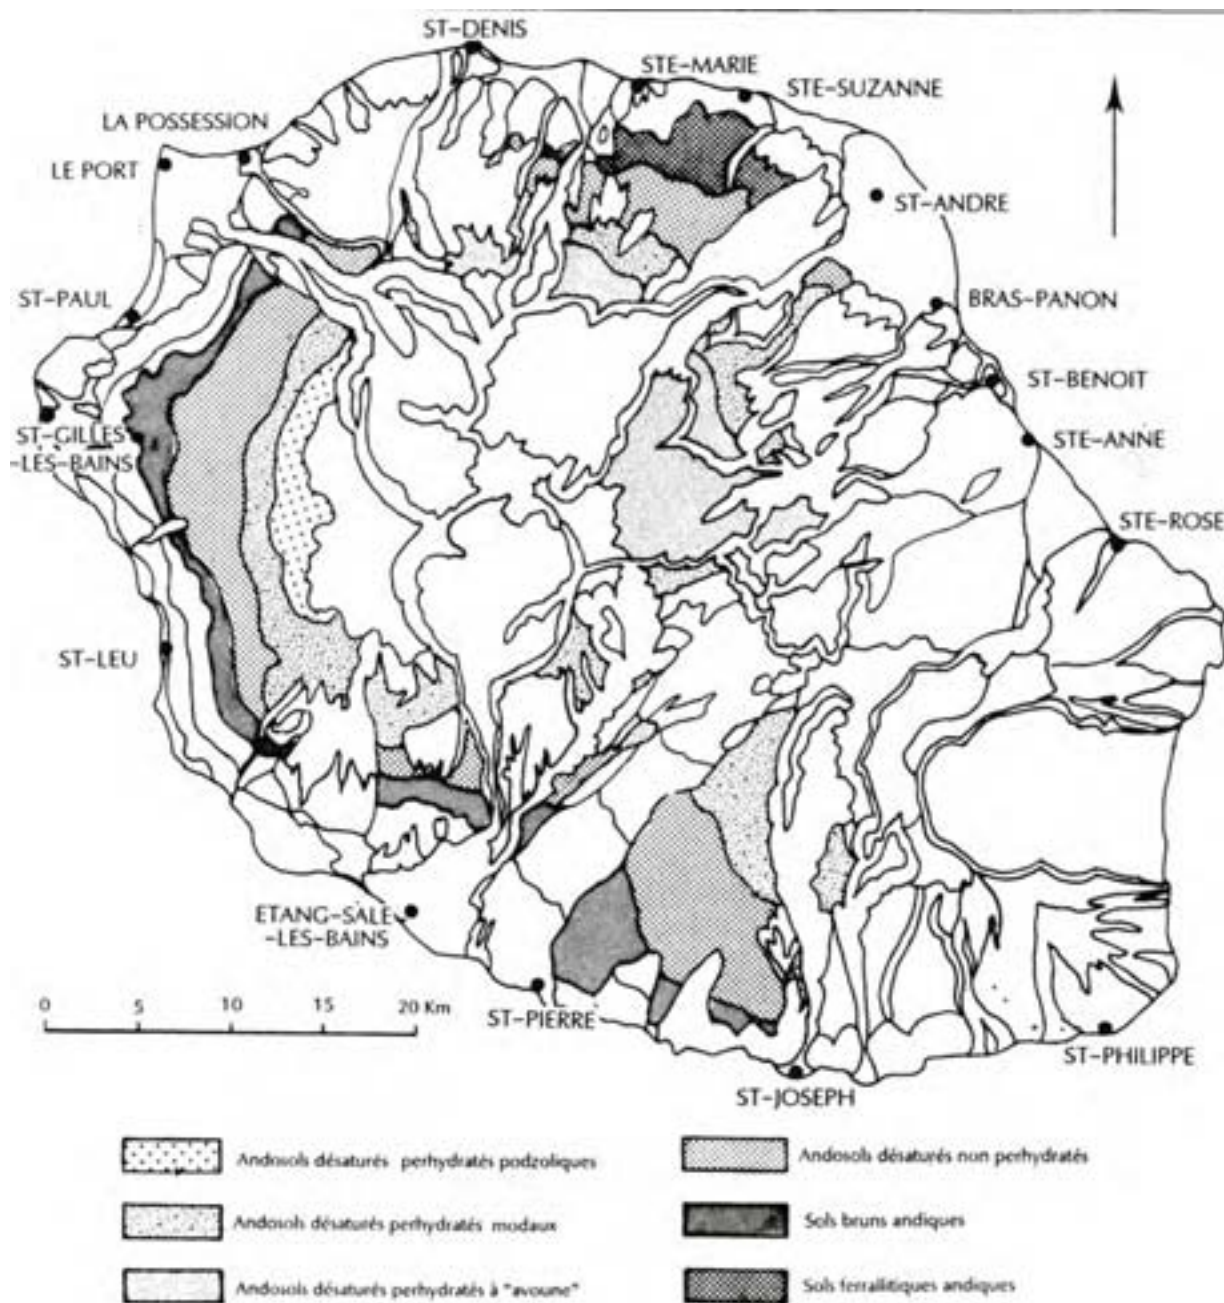 ST-DENIS
STE-MARIE
STE-SUZANNE
LA POSSESSION
LE PORT
ST-ANDRE
ST-PAUL
BRAS-PANON
ST-BENOIT
ST-GILLES
-LES-BAINS
STE-ANNE
STE-ROSE
ST-LEU
ETANG-SALE
-LES-BAINS
0 5 10 15 20 Km
ST-PIERRE
ST-PHILIPPE
ST-JOSEPH
Andosols désaturés perhydratés podzoliques
Andosols désaturés non perhydratés
Andosols désaturés perhydratés modaux
Sols bruns andiques
Andosols désaturés perhydratés à "avoune"
Sols ferrallitiques andiques